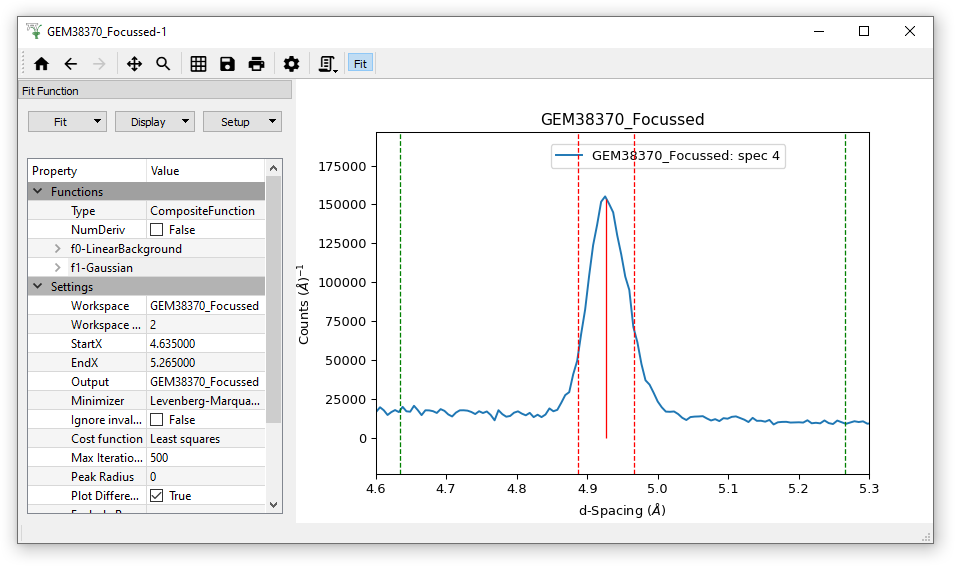 GEM38370_Focussed-1
Fit
Fit Function
Fit Display Setup
Property Value
Functions
Type CompositeFunction
NumDeriv False
f0-LinearBackground
f1-Gaussian
Settings
Workspace GEM38370_Focussed
Workspace ... 2
StartX 4.635000
EndX 5.265000
Output GEM38370_Focussed
Minimizer Levenberg-Marqua...
Ignore inval... False
Cost function Least squares
Max Iteratio... 500
Peak Radius 0
Plot Differe... True
GEM38370_Focussed
GEM38370_Focussed: spec 4
175000
150000
125000
100000
75000
50000
25000
0
Counts (Å)⁻¹
4.6 4.7 4.8 4.9 5.0 5.1 5.2 5.3
d-Spacing (Å)